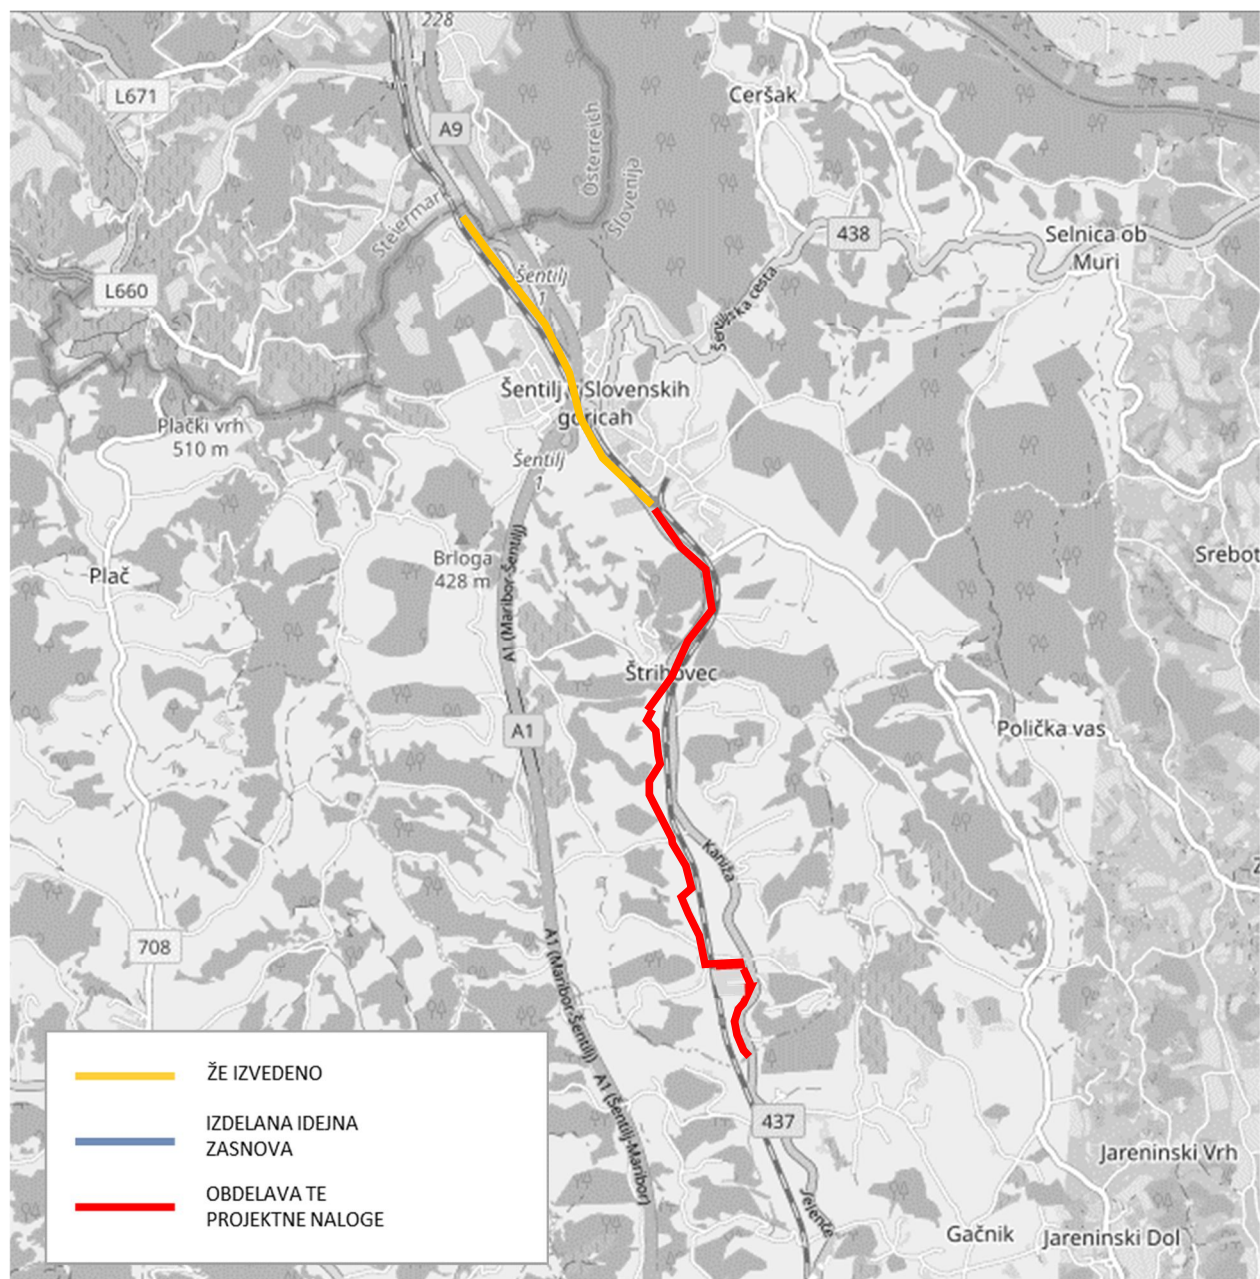 228
L671
Ceršak
A9
Österreich
Slovenija
Steiermark
438
Selnica ob
Muri
L660
Šentilj
1
Šentiljska cesta
Šentilj v Slovenskih
goricah
Plački vrh
510 m
Šentilj
1
Brloga
428 m
A1 (Maribor-Šentilj)
Plač
Srebot
Štrihovec
A1
Polička vas
Kaniža
708
A1 (Maribor-Šentilj)
A1 (Šentilj-Maribor)
ŽE IZVEDENO
IZDELANA IDEJNA
ZASNOVA
OBDELAVA TE
PROJEKTNE NALOGE
437
Jareninski Vrh
Jelenče
Gačnik
Jareninski Dol